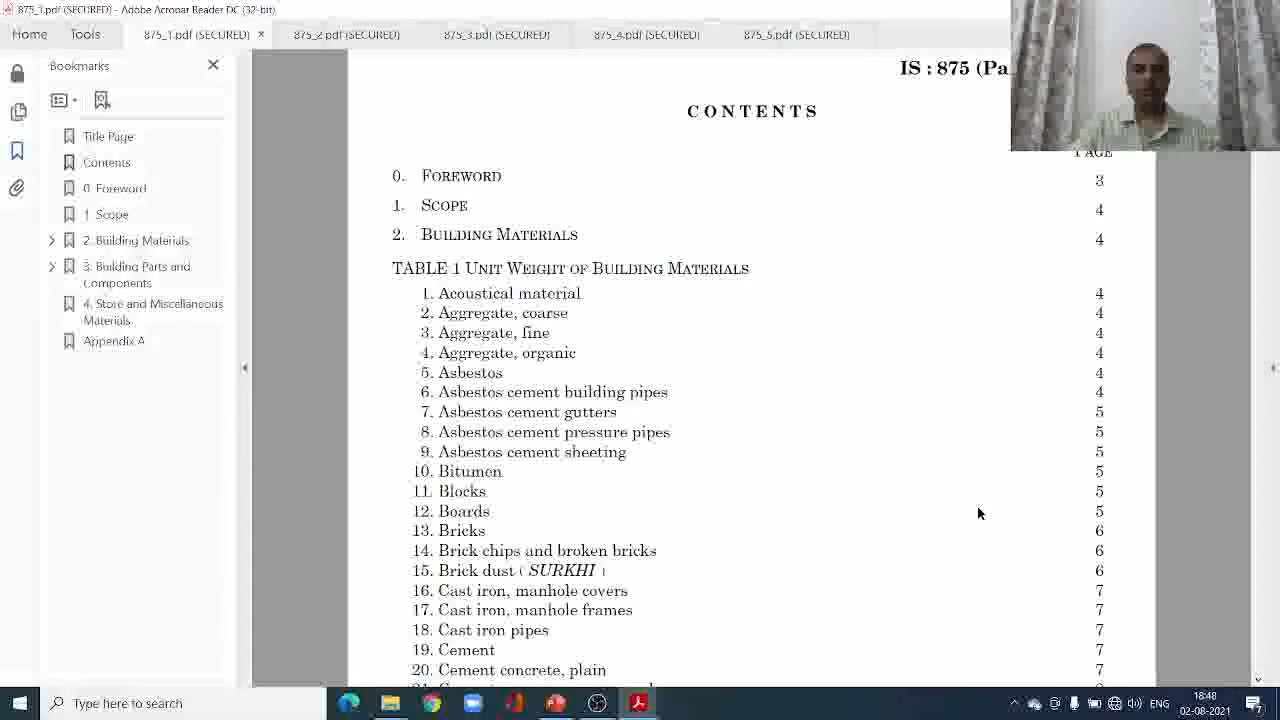 875_3.pdf (SECURED) - Adobe Acrobat Reader DC (32-bit)
Home Tools 875_1.pdf (SECURED) × 875_2.pdf (SECURED) 875_3.pdf (SECURED) 875_4.pdf (SECURED) 875_5.pdf (SECURED)
Bookmarks
Title Page
Contents
0. Foreword
1. Scope
2. Building Materials
3. Building Parts and
Components
4. Store and Miscellaneous
Materials
Appendix A
IS : 875 (Pa
CONTENTS
PAGE
0. FOREWORD 3
1. SCOPE 4
2. BUILDING MATERIALS 4
TABLE 1 UNIT WEIGHT OF BUILDING MATERIALS
1. Acoustical material 4
2. Aggregate, coarse 4
3. Aggregate, fine 4
4. Aggregate, organic 4
5. Asbestos 4
6. Asbestos cement building pipes 4
7. Asbestos cement gutters 5
8. Asbestos cement pressure pipes 5
9. Asbestos cement sheeting 5
10. Bitumen 5
11. Blocks 5
12. Boards 5
13. Bricks 6
14. Brick chips and broken bricks 6
15. Brick dust ( SURKHI ) 6
16. Cast iron, manhole covers 7
17. Cast iron, manhole frames 7
18. Cast iron pipes 7
19. Cement 7
20. Cement concrete, plain 7
Type here to search
ENG
18:48
02-08-2021